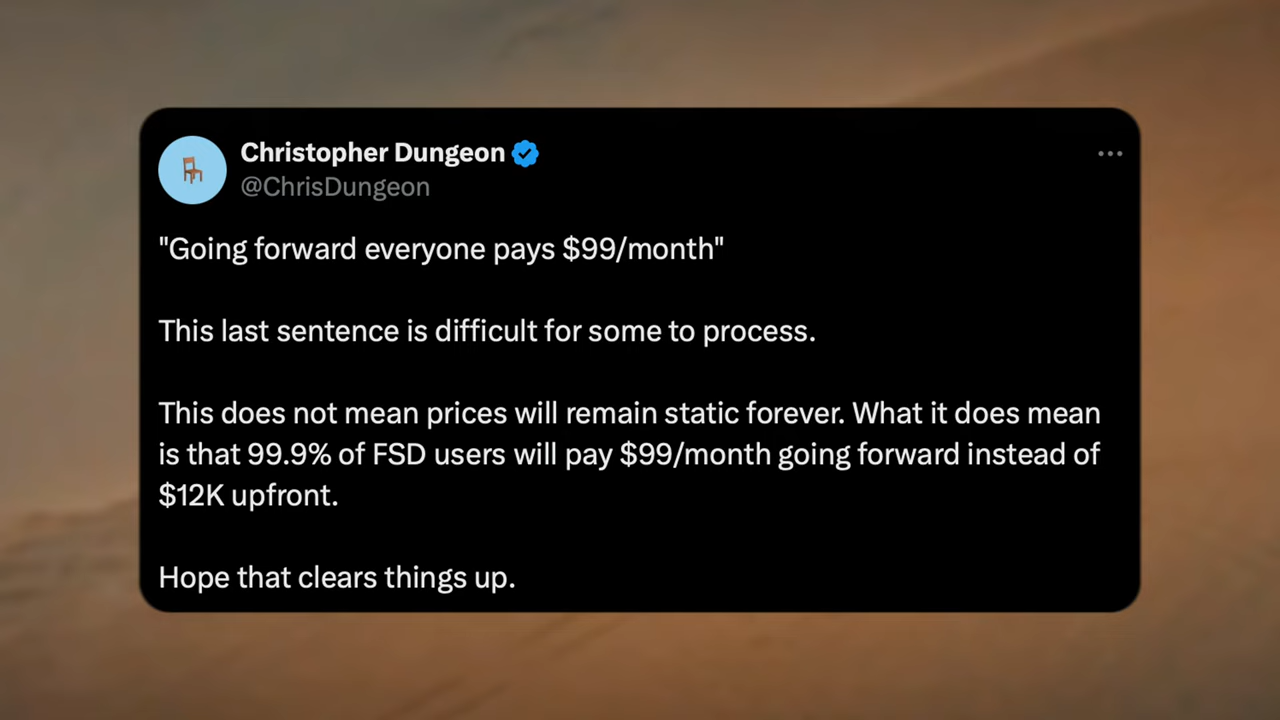 Christopher Dungeon
@ChrisDungeon
"Going forward everyone pays $99/month"
This last sentence is difficult for some to process.
This does not mean prices will remain static forever. What it does mean
is that 99.9% of FSD users will pay $99/month going forward instead of
$12K upfront.
Hope that clears things up.